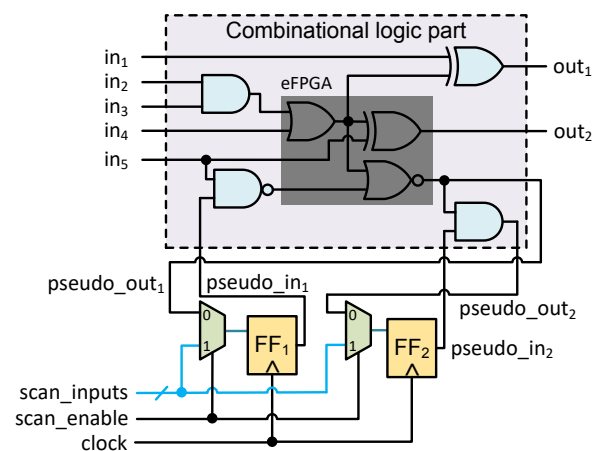 Combinational logic part
in1
out1
in2
eFPGA
in3
in4
out2
in5
pseudo_out1
pseudo_in1
pseudo_out2
0
1
FF1
0
1
FF2
pseudo_in2
scan_inputs
scan_enable
clock